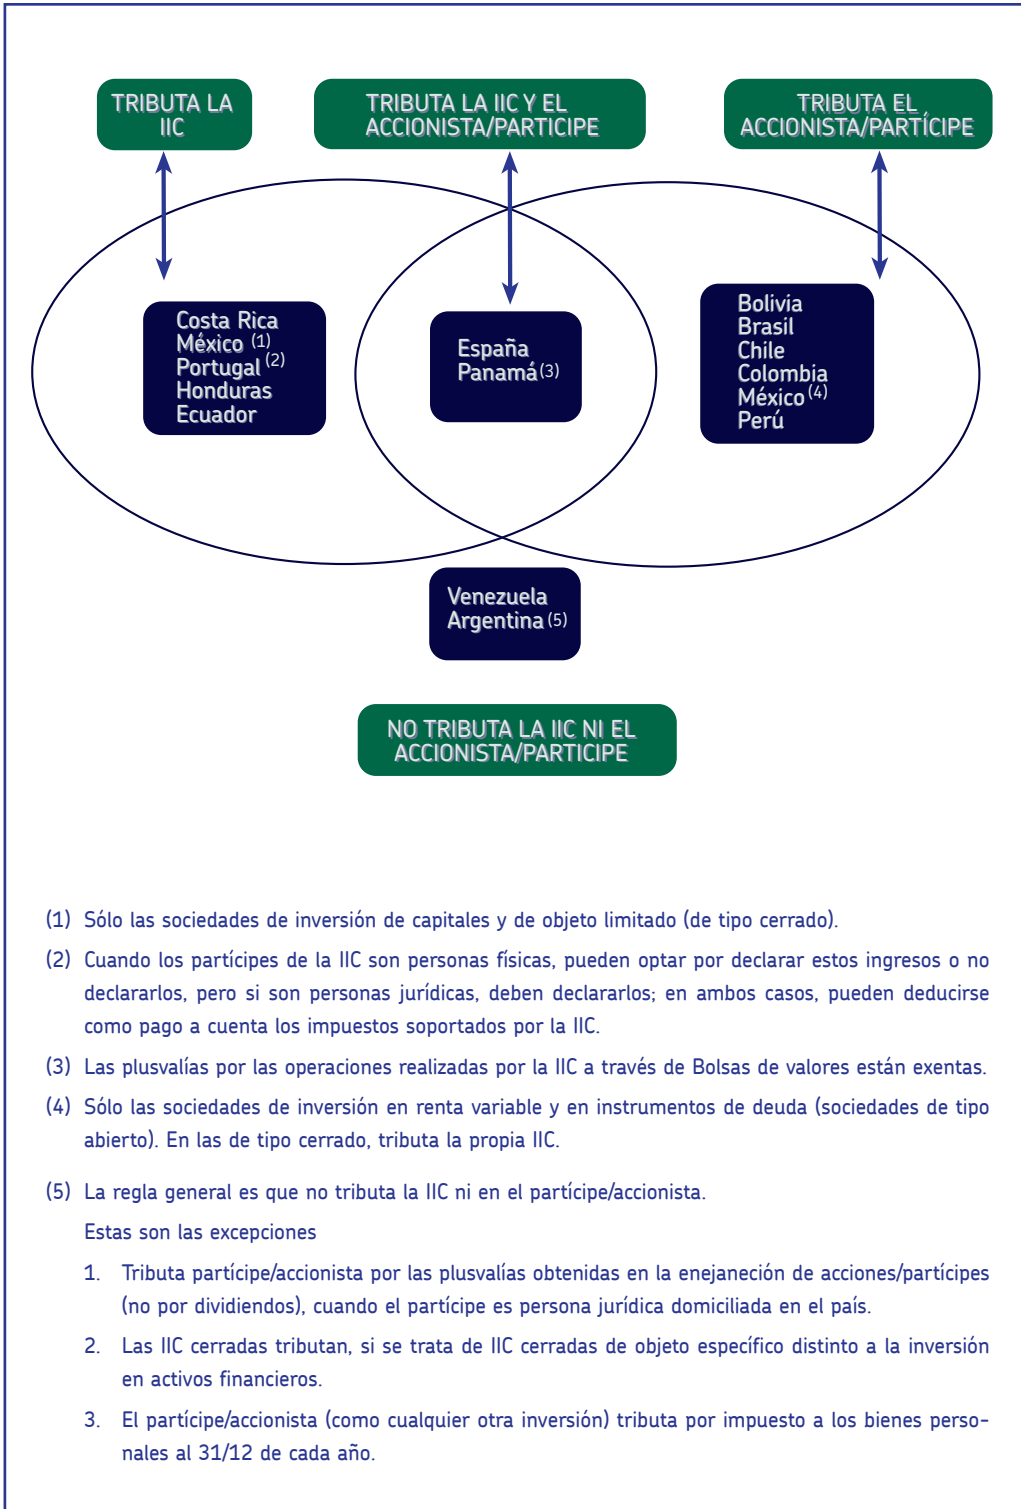 TRIBUTA LA
IIC
TRIBUTA LA IIC Y EL
ACCIONISTA/PARTICIPE
TRIBUTA EL
ACCIONISTA/PARTÍCIPE
Costa Rica
México (1)
Portugal (2)
Honduras
Ecuador
España
Panamá (3)
Bolivia
Brasil
Chile
Colombia
México (4)
Perú
Venezuela
Argentina (5)
NO TRIBUTA LA IIC NI EL
ACCIONISTA/PARTICIPE
(1) Sólo las sociedades de inversión de capitales y de objeto limitado (de tipo cerrado).
(2) Cuando los partícipes de la IIC son personas físicas, pueden optar por declarar estos ingresos o no
declararlos, pero si son personas jurídicas, deben declararlos; en ambos casos, pueden deducirse
como pago a cuenta los impuestos soportados por la IIC.
(3) Las plusvalías por las operaciones realizadas por la IIC a través de Bolsas de valores están exentas.
(4) Sólo las sociedades de inversión en renta variable y en instrumentos de deuda (sociedades de tipo
abierto). En las de tipo cerrado, tributa la propia IIC.
(5) La regla general es que no tributa la IIC ni en el partícipe/accionista.
Estas son las excepciones
1. Tributa partícipe/accionista por las plusvalías obtenidas en la enejaneción de acciones/partícipes
(no por dividiendos), cuando el partícipe es persona jurídica domiciliada en el país.
2. Las IIC cerradas tributan, si se trata de IIC cerradas de objeto específico distinto a la inversión
en activos financieros.
3. El partícipe/accionista (como cualquier otra inversión) tributa por impuesto a los bienes perso-
nales al 31/12 de cada año.